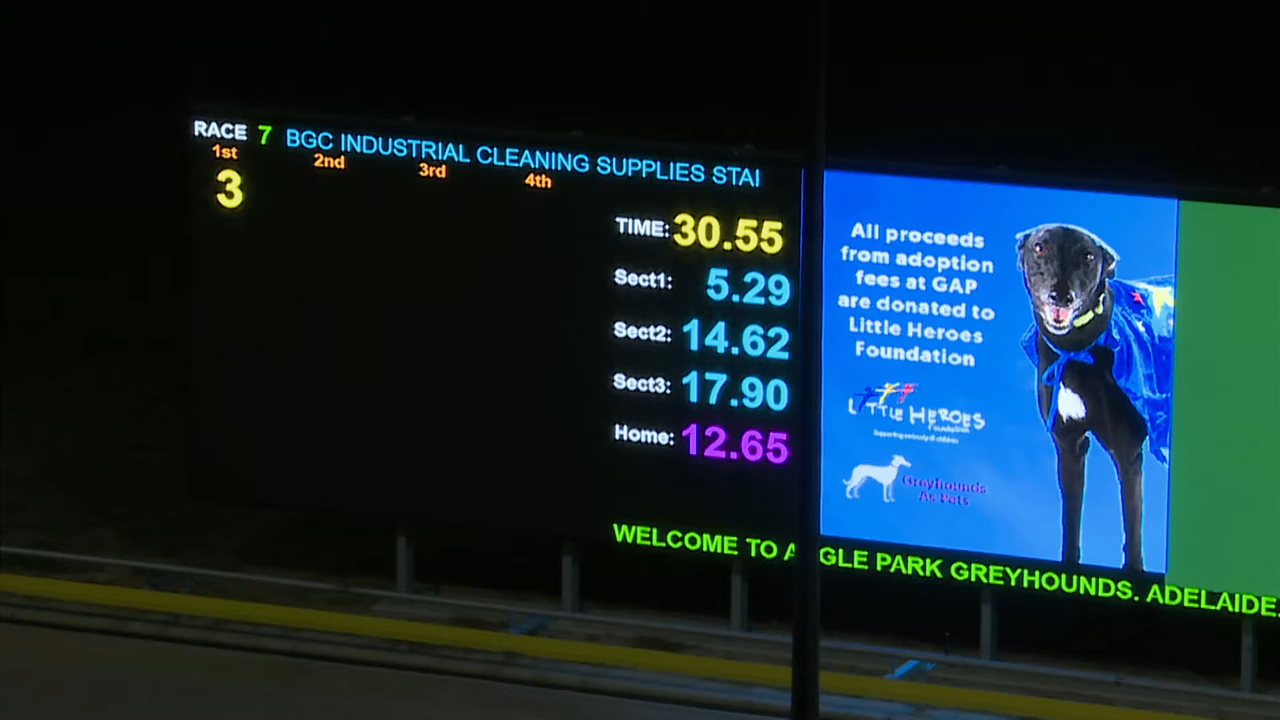 RACE 7 BGC INDUSTRIAL CLEANING SUPPLIES STAI
1st 2nd 3rd 4th
3
TIME: 30.55
Sect1: 5.29
Sect2: 14.62
Sect3: 17.90
Home: 12.65
All proceeds
from adoption
fees at GAP
are donated to
Little Heroes
Foundation
LITTLE HEROES
Foundation
Greyhounds
As Pets
WELCOME TO A GLE PARK GREYHOUNDS. ADELAIDE.